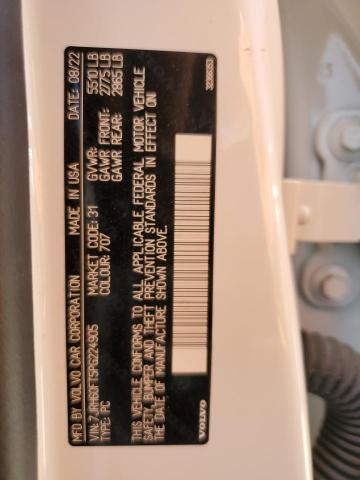 MFD BY VOLVO CAR CORPORATION MADE IN USA DATE: 08/22
VIN: 7JRH60FT5PG224905 GVWR: 5510 LB
TYPE: PC MARKET CODE: 31 GAWR FRONT: 2775 LB
COLOUR: 707 GAWR REAR: 2865 LB
THIS VEHICLE CONFORMS TO ALL APPLICABLE FEDERAL MOTOR VEHICLE
SAFETY, BUMPER AND THEFT PREVENTION STANDARDS IN EFFECT ON
DATE OF MANUFACTURE SHOWN ABOVE.
VOLVO